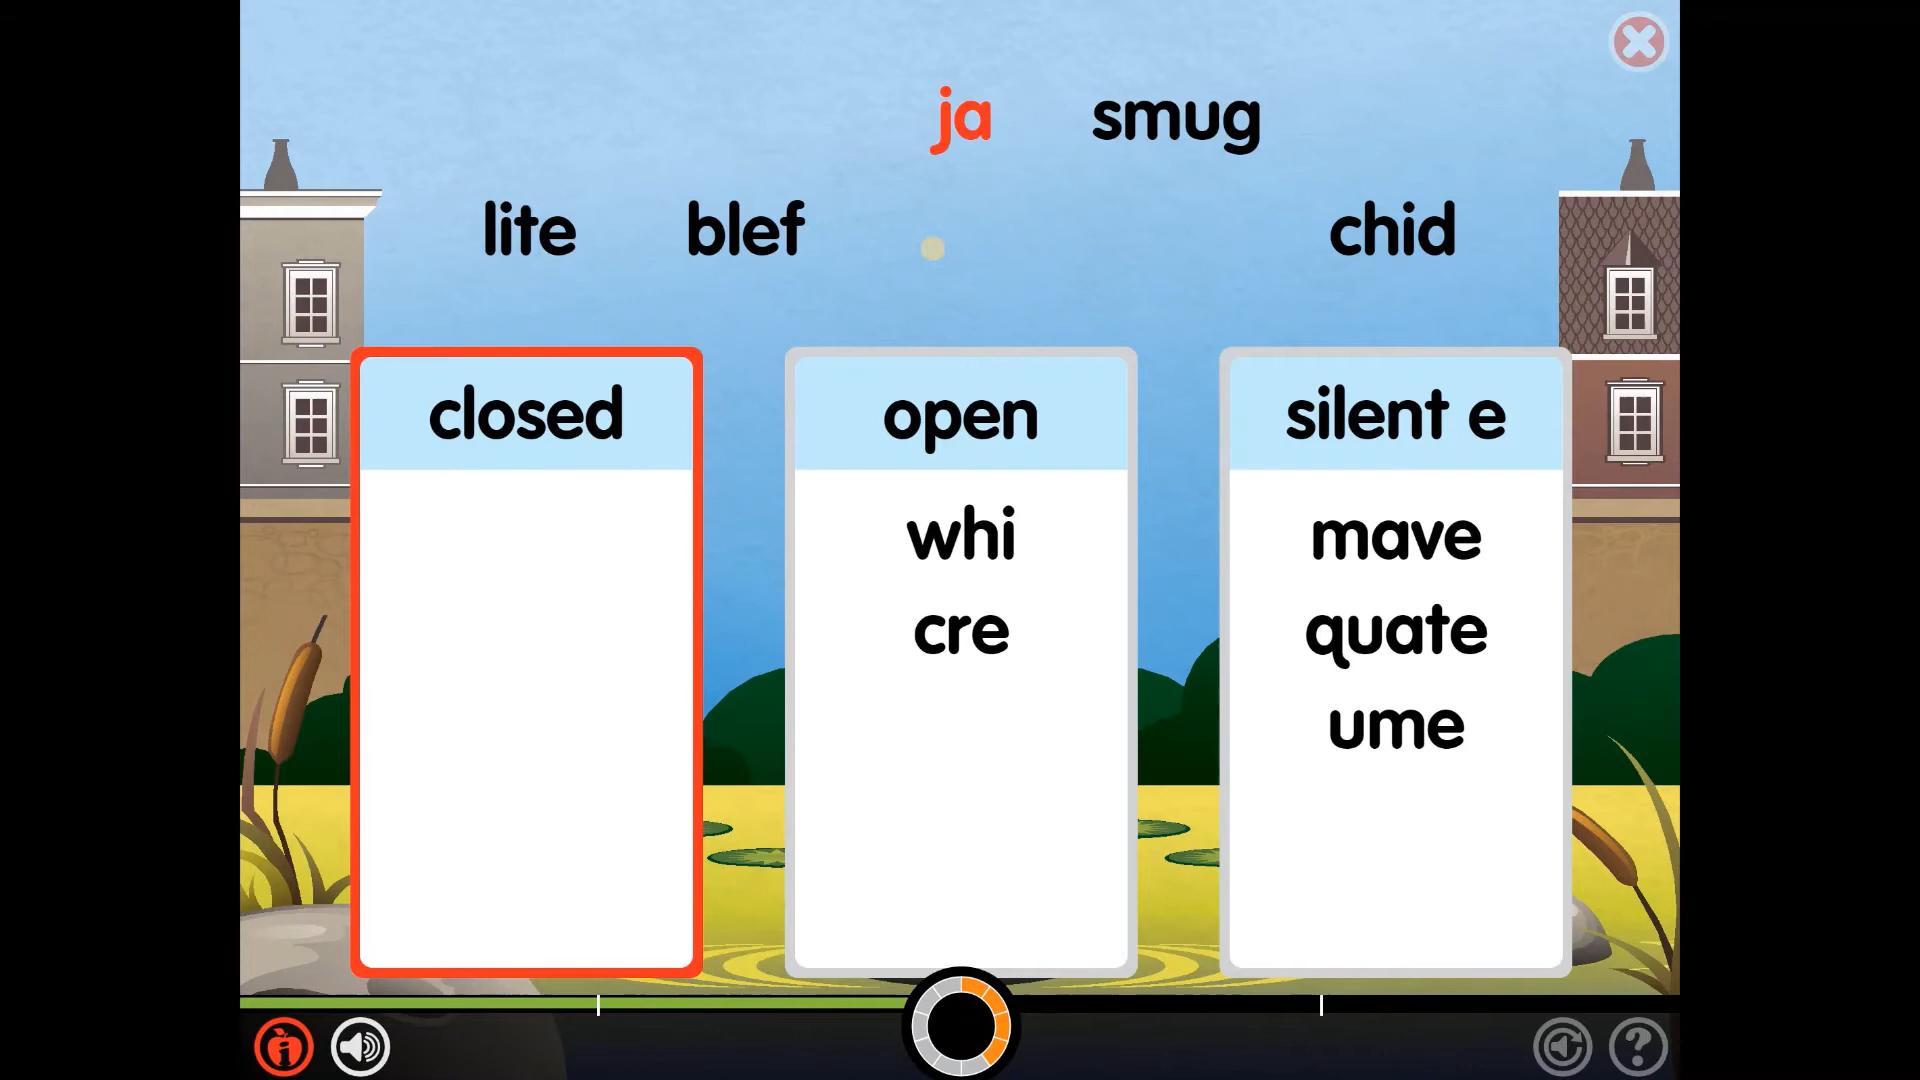 ja smug
lite blef chid
closed open silent e
whi mave
cre quate
ume